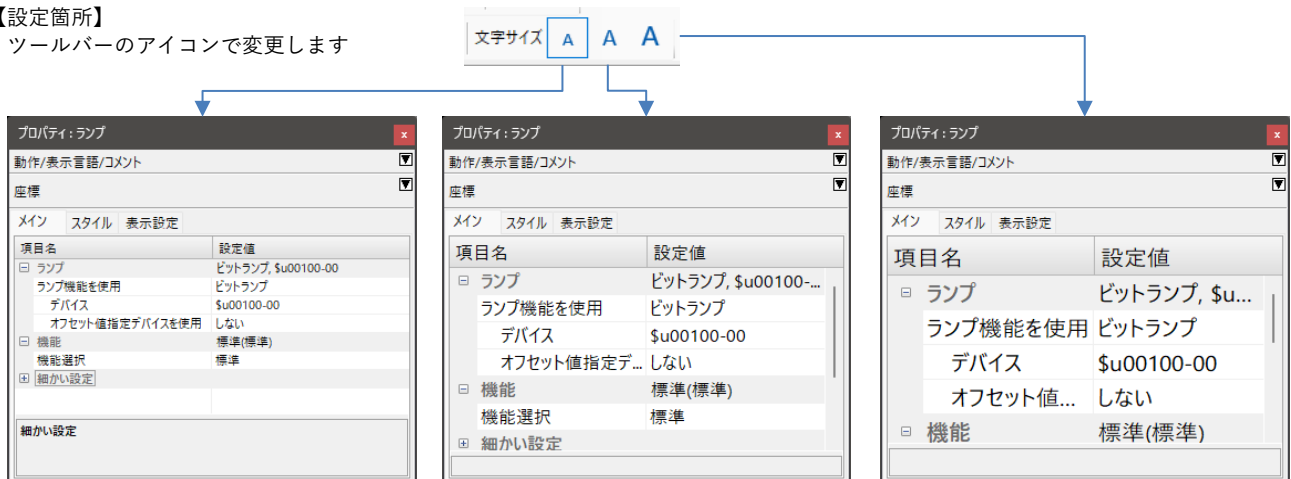 【設定箇所】
ツールバーのアイコンで変更します
文字サイズ A A A
プロパティ : ランプ x
動作/表示言語/コメント
座標
メイン スタイル 表示設定
項目名 設定値
ランプ ビットランプ, $u00100-00
ランプ機能を使用 ビットランプ
デバイス $u00100-00
オフセット値指定デバイスを使用 しない
機能 標準(標準)
機能選択 標準
細かい設定
細かい設定
プロパティ : ランプ x
動作/表示言語/コメント
座標
メイン スタイル 表示設定
項目名 設定値
ランプ ビットランプ, $u00100-...
ランプ機能を使用 ビットランプ
デバイス $u00100-00
オフセット値指定デ... しない
機能 標準(標準)
機能選択 標準
細かい設定
プロパティ : ランプ x
動作/表示言語/コメント
座標
メイン スタイル 表示設定
項目名 設定値
ランプ ビットランプ, $u...
ランプ機能を使用 ビットランプ
デバイス $u00100-00
オフセット値... しない
機能 標準(標準)